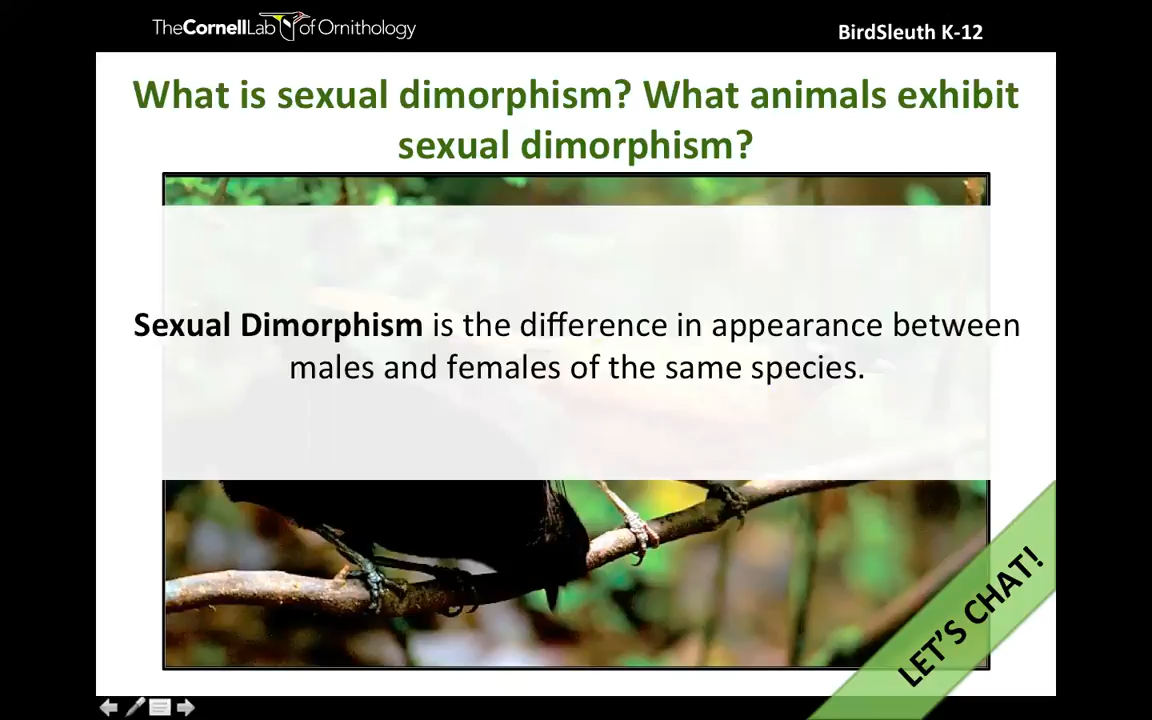 TheCornellLab of Ornithology
BirdSleuth K-12
What is sexual dimorphism? What animals exhibit
sexual dimorphism?
Sexual Dimorphism is the difference in appearance between
males and females of the same species.
LET'S CHAT!